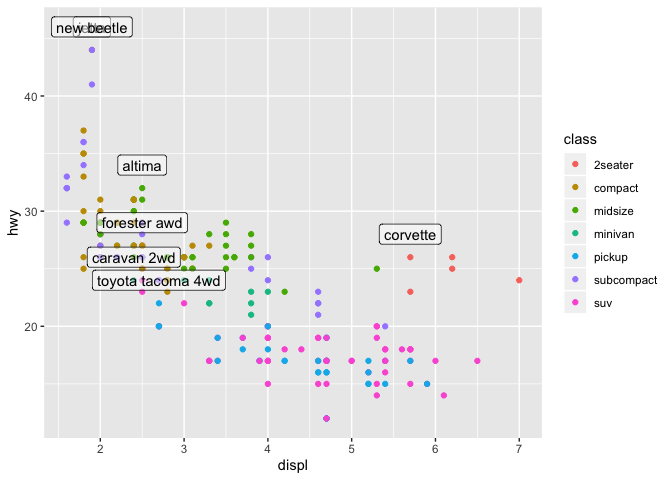 new beetle
altima
forester awd
corvette
caravan 2wd
toyota tacoma 4wd
40
30
20
hwy
2
3
4
5
6
7
displ
class
2seater
compact
midsize
minivan
pickup
subcompact
suv